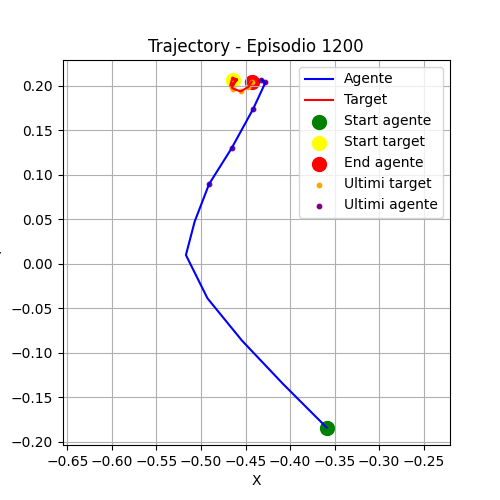 Trajectory - Episodio 1200
Agente
Target
Start agente
Start target
End agente
Ultimi target
Ultimi agente
0.20
0.15
0.10
0.05
0.00
−0.05
−0.10
−0.15
−0.20
−0.65 −0.60 −0.55 −0.50 −0.45 −0.40 −0.35 −0.30 −0.25
X